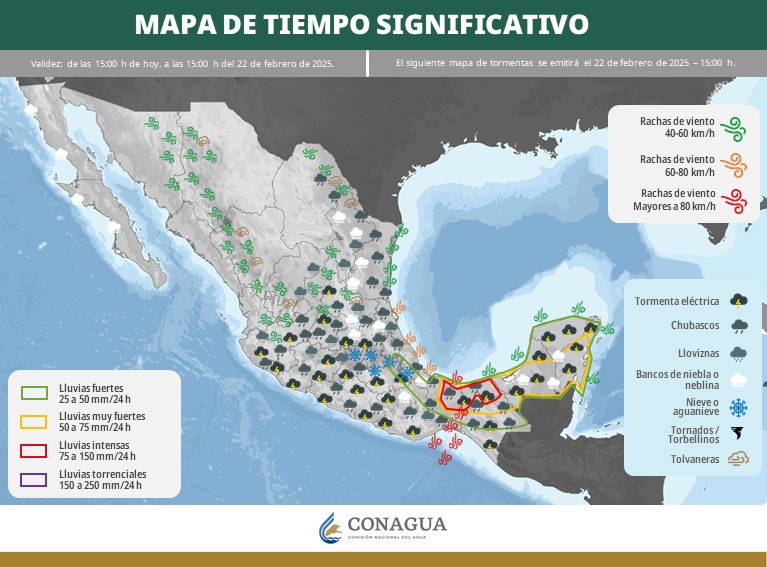 MAPA DE TIEMPO SIGNIFICATIVO
Validez: de las 15:00 h de hoy, a las 15:00 h del 22 de febrero de 2025.
El siguiente mapa de tormentas se emitirá el 22 de febrero de 2025 – 15:00 h.
Rachas de viento
40-60 km/h
Rachas de viento
60-80 km/h
Rachas de viento
Mayores a 80 km/h
Tormenta eléctrica
Chubascos
Lloviznas
Bancos de niebla o
neblina
Nieve o
aguanieve
Tornados /
Torbellinos
Tolvaneras
Lluvias fuertes
25 a 50 mm/24 h
Lluvias muy fuertes
50 a 75 mm/24 h
Lluvias intensas
75 a 150 mm/24 h
Lluvias torrenciales
150 a 250 mm/24 h
CONAGUA
COMISIÓN NACIONAL DEL AGUA